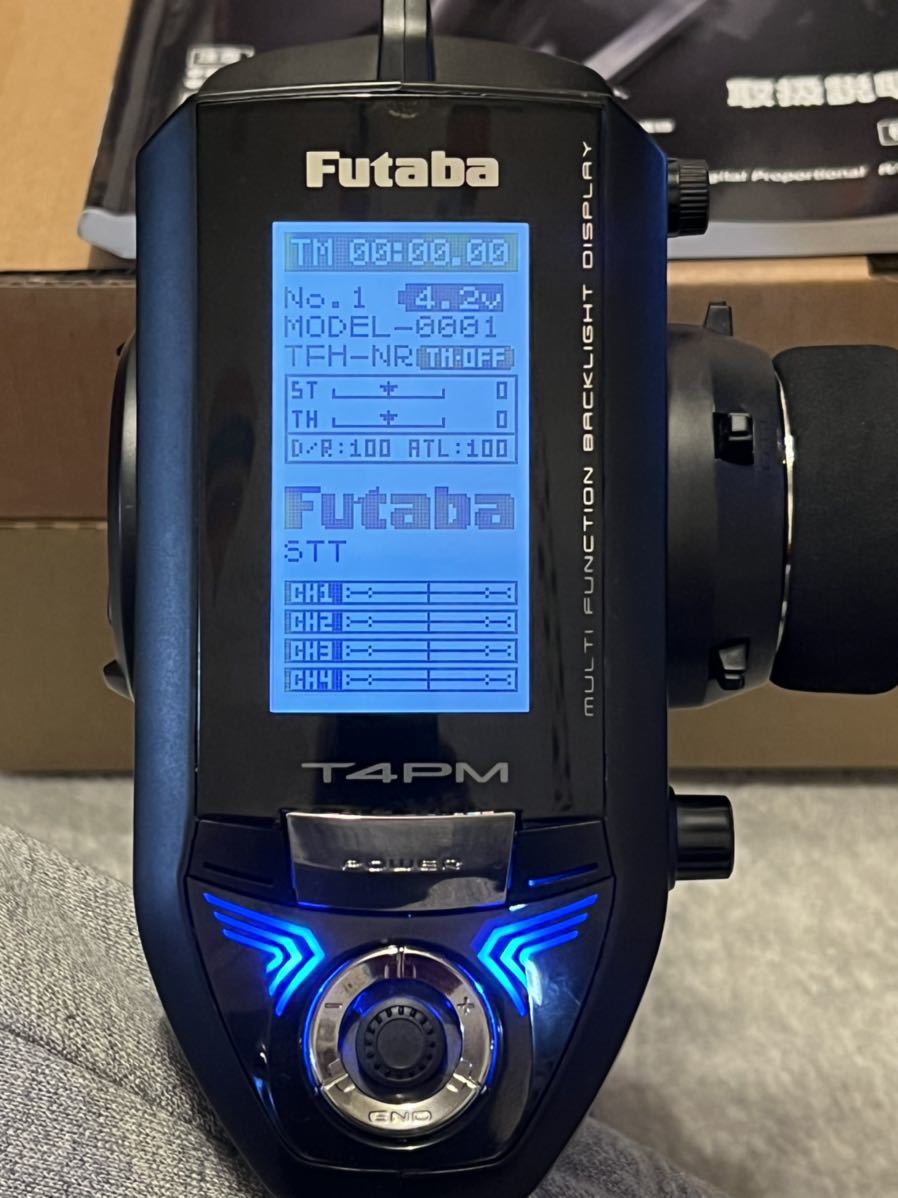 取扱説
Digital Proportional
Futaba
MULTI FUNCTION BACKLIGHT DISPLAY
TM 00:00.00
No.1 4.2v
MODEL-0001
TFH-NR TH:OFF
ST 0
TH 0
D/R:100 ATL:100
Futaba
STT
CH1
CH2
CH3
CH4
T4PM
POWER
- +
END